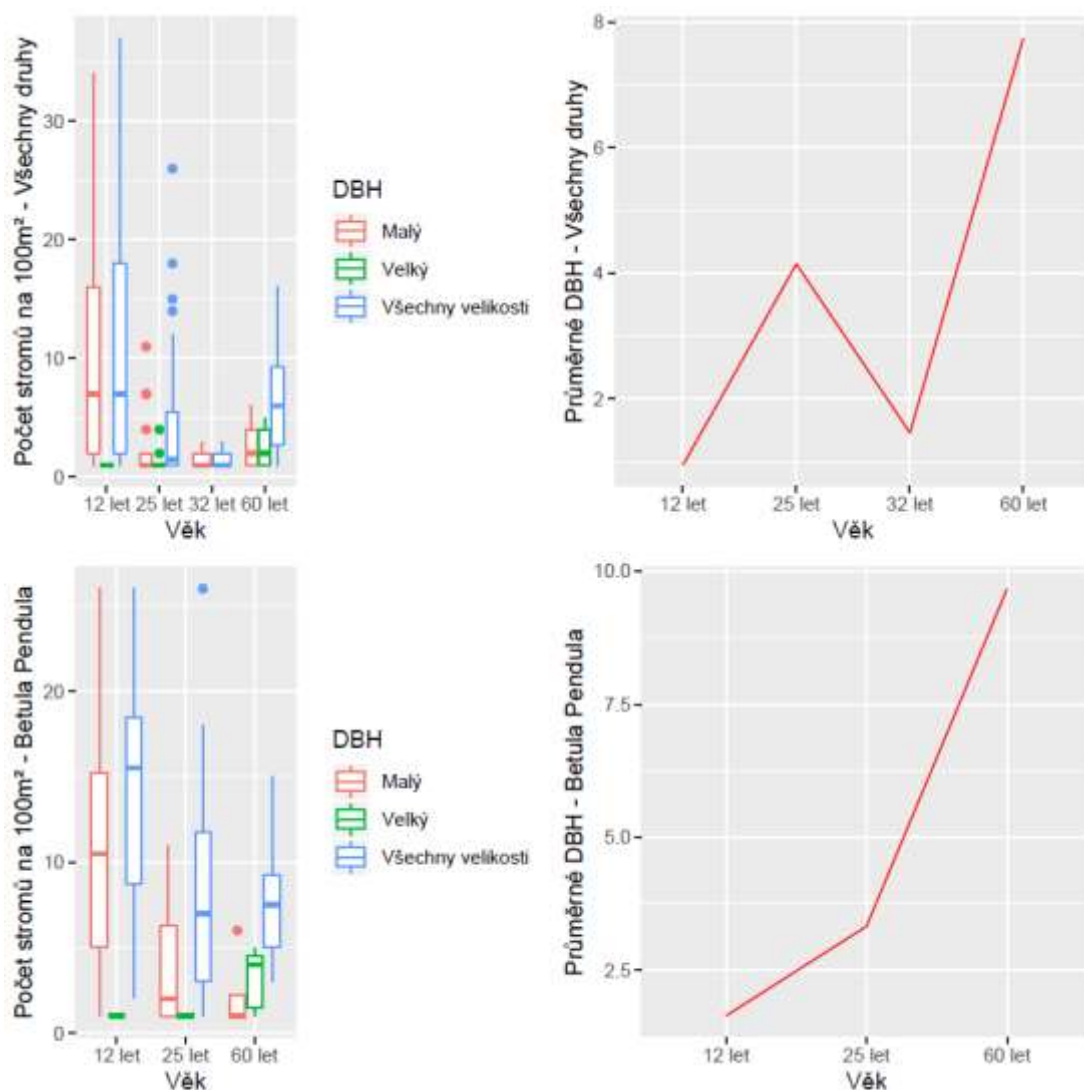 Počet stromů na 100m² - Všechny druhy
30
20
10
0
12 let 25 let 32 let 60 let
Věk
DBH
Malý
Velký
Všechny velikosti
Průměrné DBH - Všechny druhy
8
6
4
2
12 let 25 let 32 let 60 let
Věk
Počet stromů na 100m² - Betula Pendula
20
10
0
12 let 25 let 60 let
Věk
DBH
Malý
Velký
Všechny velikosti
Průměrné DBH - Betula Pendula
10.0
7.5
5.0
2.5
12 let 25 let 60 let
Věk